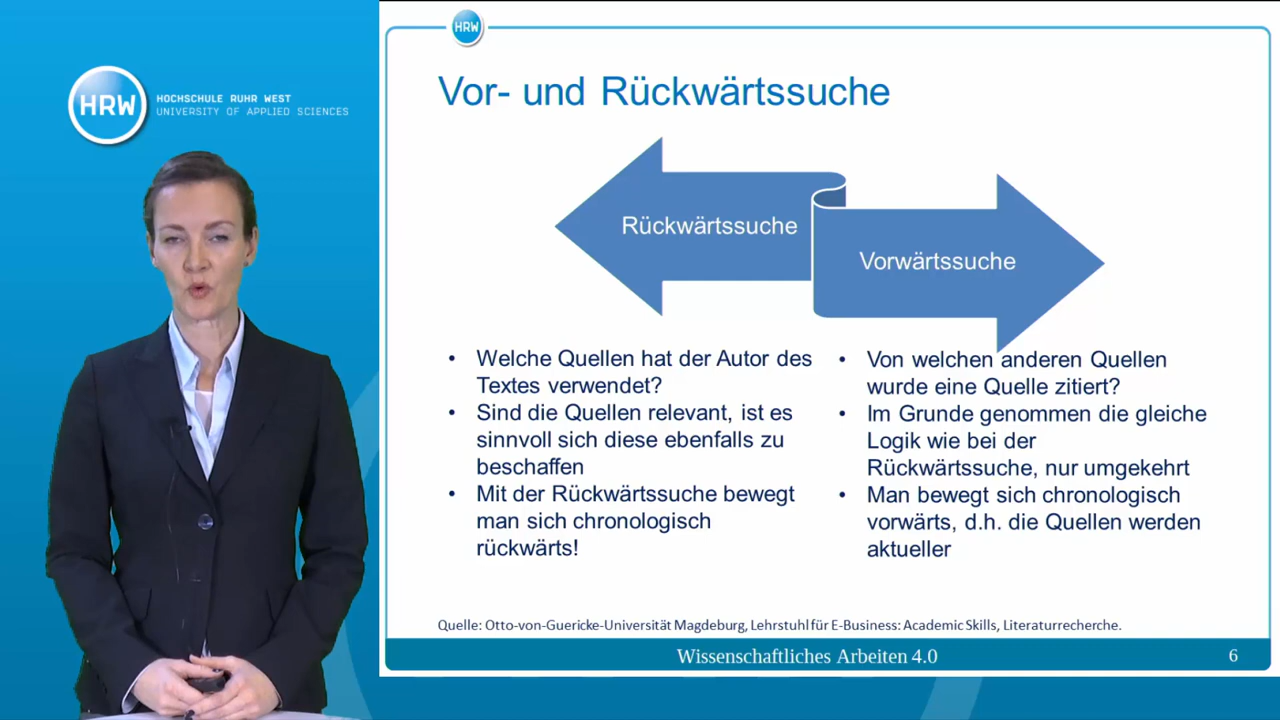 HRW
HOCHSCHULE RUHR WEST
UNIVERSITY OF APPLIED SCIENCES
HRW
Vor- und Rückwärtssuche
Rückwärtssuche
Vorwärtssuche
• Welche Quellen hat der Autor des
Textes verwendet?
• Sind die Quellen relevant, ist es
sinnvoll sich diese ebenfalls zu
beschaffen
• Mit der Rückwärtssuche bewegt
man sich chronologisch
rückwärts!
• Von welchen anderen Quellen
wurde eine Quelle zitiert?
• Im Grunde genommen die gleiche
Logik wie bei der
Rückwärtssuche, nur umgekehrt
• Man bewegt sich chronologisch
vorwärts, d.h. die Quellen werden
aktueller
Quelle: Otto-von-Guericke-Universität Magdeburg, Lehrstuhl für E-Business: Academic Skills, Literaturrecherche.
Wissenschaftliches Arbeiten 4.0
6